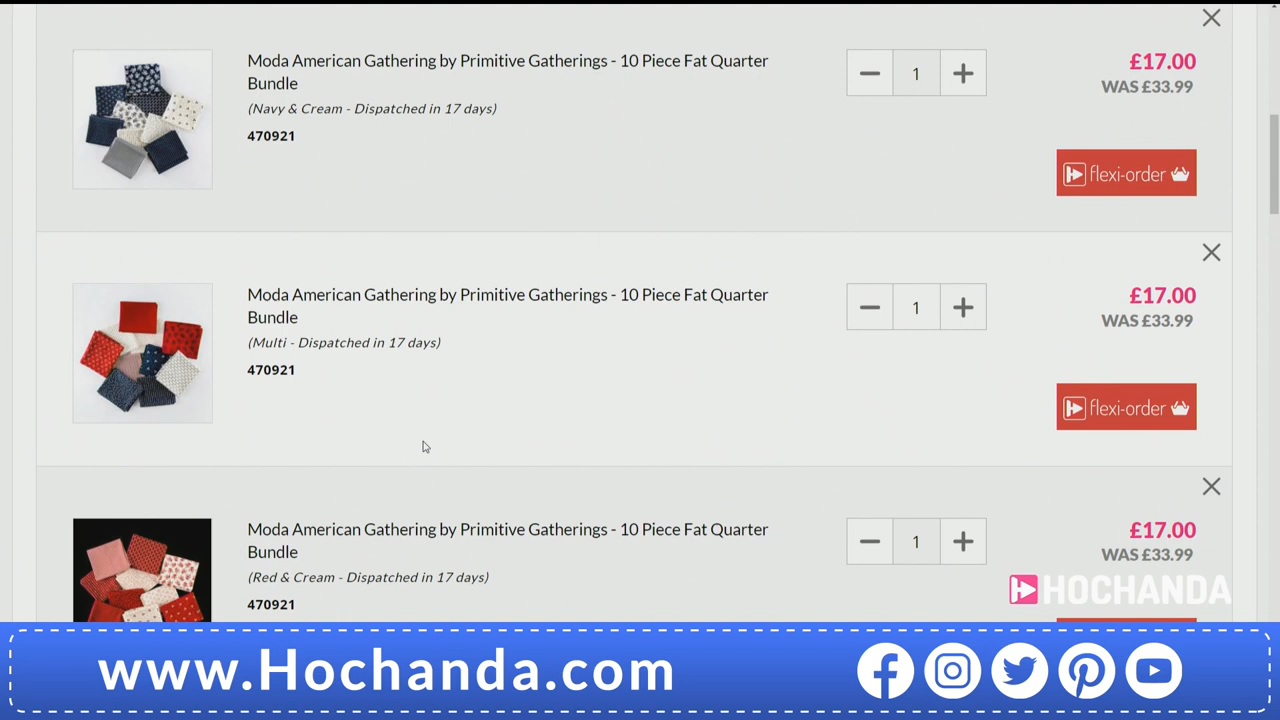 Moda American Gathering by Primitive Gatherings - 10 Piece Fat Quarter
Bundle
(Navy & Cream - Dispatched in 17 days)
470921
1
£17.00
WAS £33.99
flexi-order
Moda American Gathering by Primitive Gatherings - 10 Piece Fat Quarter
Bundle
(Multi - Dispatched in 17 days)
470921
1
£17.00
WAS £33.99
flexi-order
Moda American Gathering by Primitive Gatherings - 10 Piece Fat Quarter
Bundle
(Red & Cream - Dispatched in 17 days)
470921
1
£17.00
WAS £33.99
HOCHANDA
www.Hochanda.com